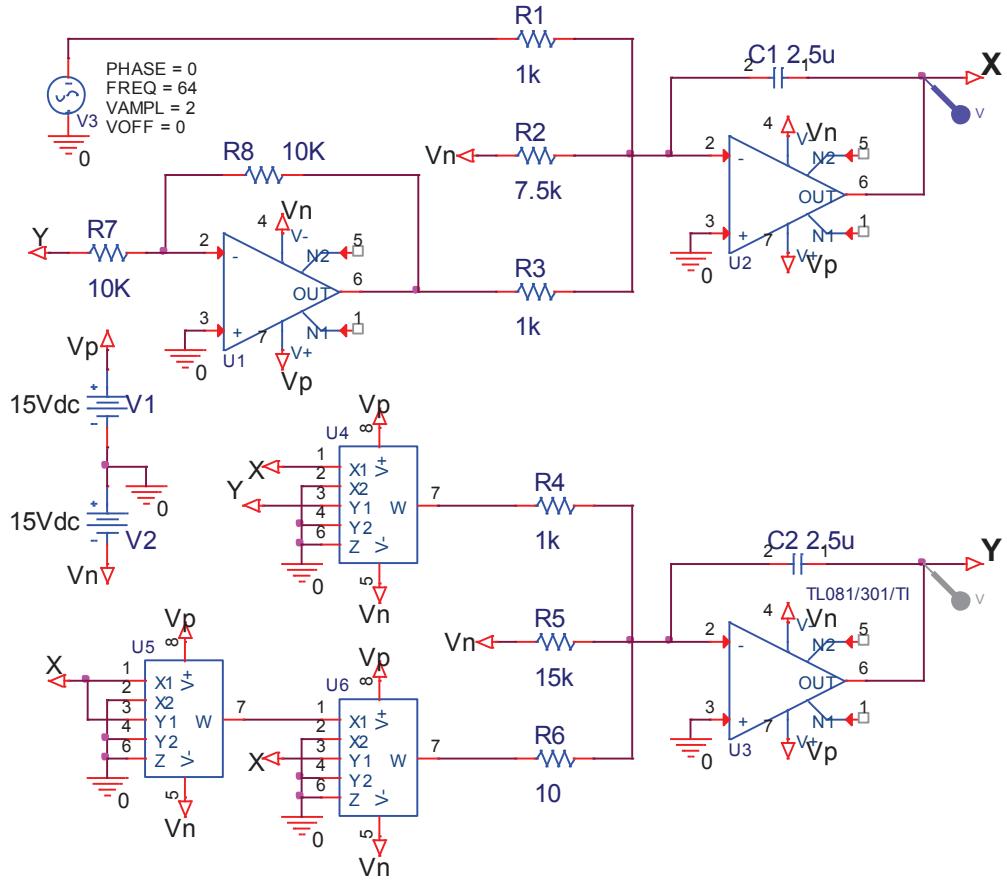 R1
1k
PHASE = 0
FREQ = 64
VAMPL = 2
VOFF = 0
V3
0
C1 2.5u
2
1
X
V
R2
Vn
7.5k
2
-
3
+
0
4
V-
Vn
N2
5
OUT
6
N1
1
7
V+
Vp
U2
R8 10K
Y
R7
10K
2
-
3
+
0
4
Vn
V-
N2
5
OUT
6
N1
1
7
V+
Vp
U1
R3
1k
Vp
+
15Vdc
V1
-
0
+
15Vdc
V2
-
Vn
U4
Vp
8
V+
X
Y
1
2
3
4
6
X1
X2
Y1
Y2
Z
W
7
V-
5
Vn
0
R4
1k
C2 2.5u
2
1
Y
V
TL081/301/TI
R5
Vn
15k
2
-
3
+
0
4
V-
Vn
N2
5
OUT
6
N1
1
7
V+
Vp
U3
U5
Vp
8
V+
X
1
2
3
4
6
X1
X2
Y1
Y2
Z
W
7
V-
5
Vn
0
U6
Vp
8
V+
X
1
2
3
4
6
X1
X2
Y1
Y2
Z
W
7
V-
5
Vn
0
R6
10